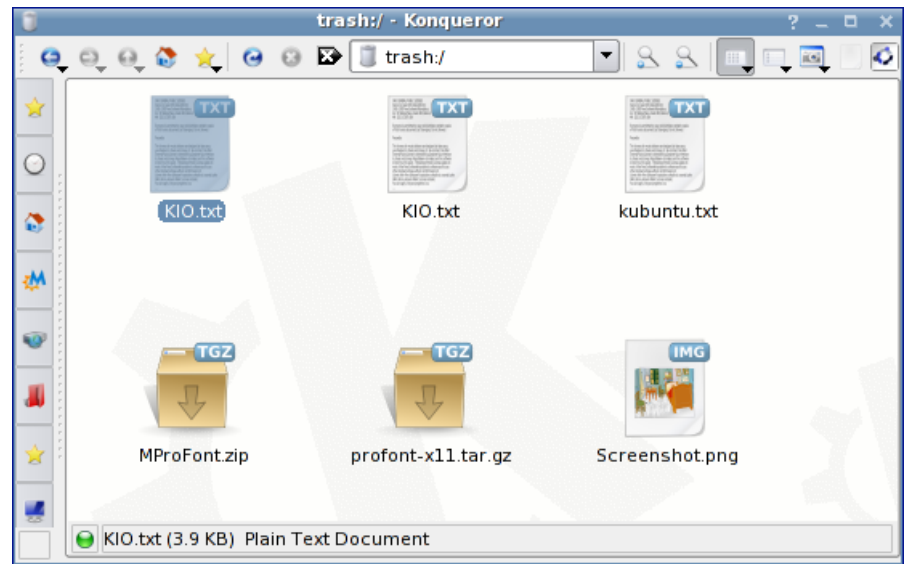 trash:/ - Konqueror
trash:/
TXT TXT TXT
KIO.txt KIO.txt kubuntu.txt
TGZ TGZ IMG
MProFont.zip profont-x11.tar.gz Screenshot.png
KIO.txt (3.9 KB) Plain Text Document